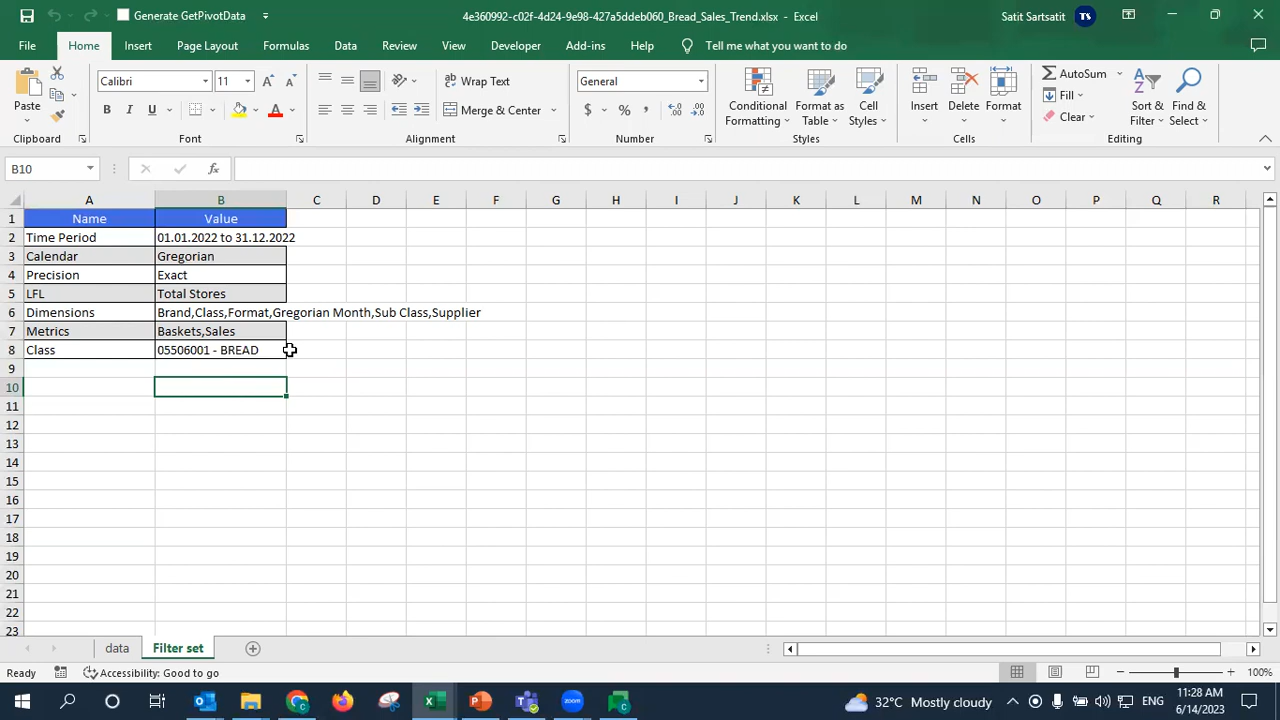 Generate GetPivotData
4e360992-c02f-4d24-9e98-427a5ddeb060_Bread_Sales_Trend.xlsx - Excel
Satit Sartsatit
TS
File Home Insert Page Layout Formulas Data Review View Developer Add-ins Help Tell me what you want to do
Paste
Calibri 11
A A
B I U
A
Clipboard
Font
Wrap Text
Merge & Center
Alignment
General
$ % ,
Number
Conditional Formatting
Format as Table
Cell Styles
Styles
Insert Delete Format
Cells
AutoSum
Fill
Clear
Sort & Filter
Find & Select
Editing
B10 fx
A B C D E F G H I J K L M N O P Q R
1 Name Value
2 Time Period 01.01.2022 to 31.12.2022
3 Calendar Gregorian
4 Precision Exact
5 LFL Total Stores
6 Dimensions Brand,Class,Format,Gregorian Month,Sub Class,Supplier
7 Metrics Baskets,Sales
8 Class 05506001 - BREAD
9
10
11
12
13
14
15
16
17
18
19
20
21
22
23
data Filter set
Ready Accessibility: Good to go 100%
32°C Mostly cloudy ENG 11:28 AM
6/14/2023